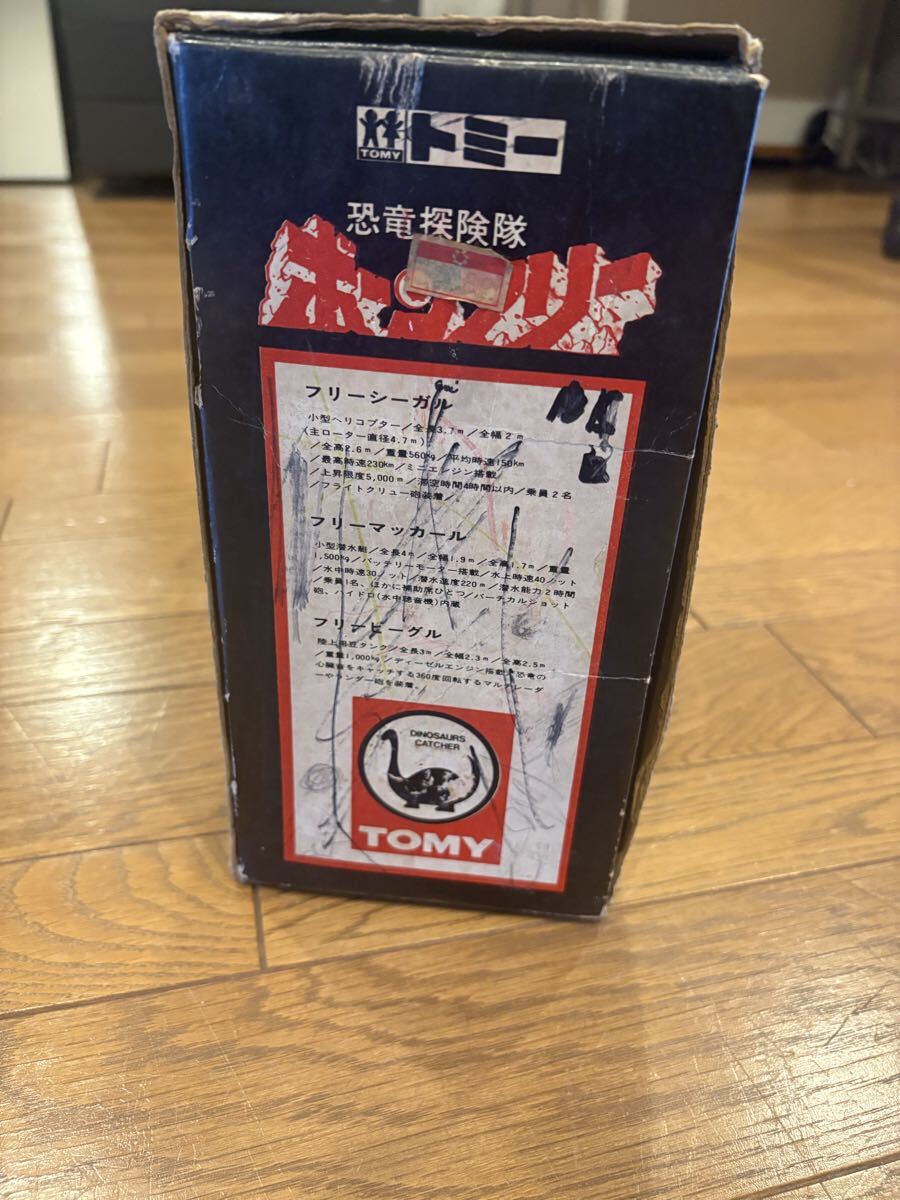 TOMY
トミー
恐竜探険隊
フリーシーガル
小型ヘリコプター/全長3.7m/全幅2m
(主ローター直径4.7m)
/全高2.6m/重量560kg/平均時速150km
最高時速230km/ミニエンジン搭載
/上昇限度5,000m/滞空時間4時間以内/乗員2名
/フライトクリュー砲装着/
フリーマッカール
小型潜水艇/全長4m/全幅1.9m/全高1.7m/重量
1,500kg/バッテリーモーター搭載/水上時速40ノット
/水中時速30ノット/潜水速度220m/潜水能力2時間
/乗員1名、ほかに補助席ひとつ/バーチカルショット
砲、ハイドロ(水中聴音機)内蔵
フリービーグル
陸上用豆タンク/全長3m/全幅2.3m/全高2.5m
/重量1,000kg/ディーゼルエンジン搭載/恐竜の
心臓音をキャッチする360度回転するマルチレーダ
ーやサンダー砲を装着。
DINOSAURS
CATCHER
TOMY